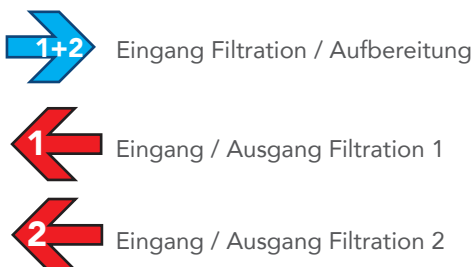 1+2 Eingang Filtration / Aufbereitung
1 Eingang / Ausgang Filtration 1
2 Eingang / Ausgang Filtration 2